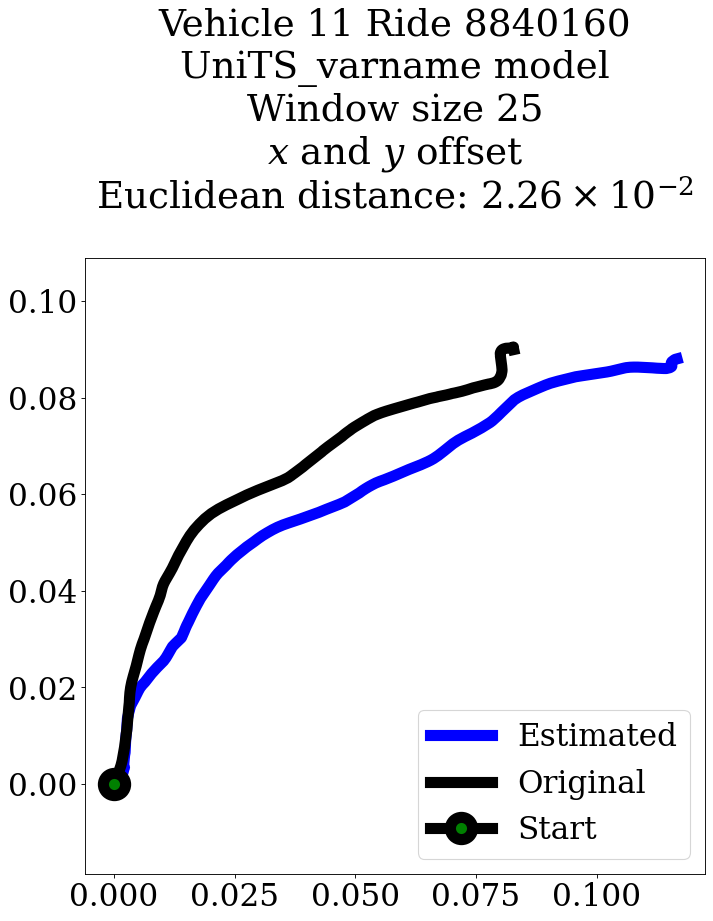 Vehicle 11 Ride 8840160
UniTS_varname model
Window size 25
x and y offset
Euclidean distance: 2.26 × 10⁻²
0.10
0.08
0.06
0.04
0.02
0.00
Estimated
Original
Start
0.000 0.025 0.050 0.075 0.100